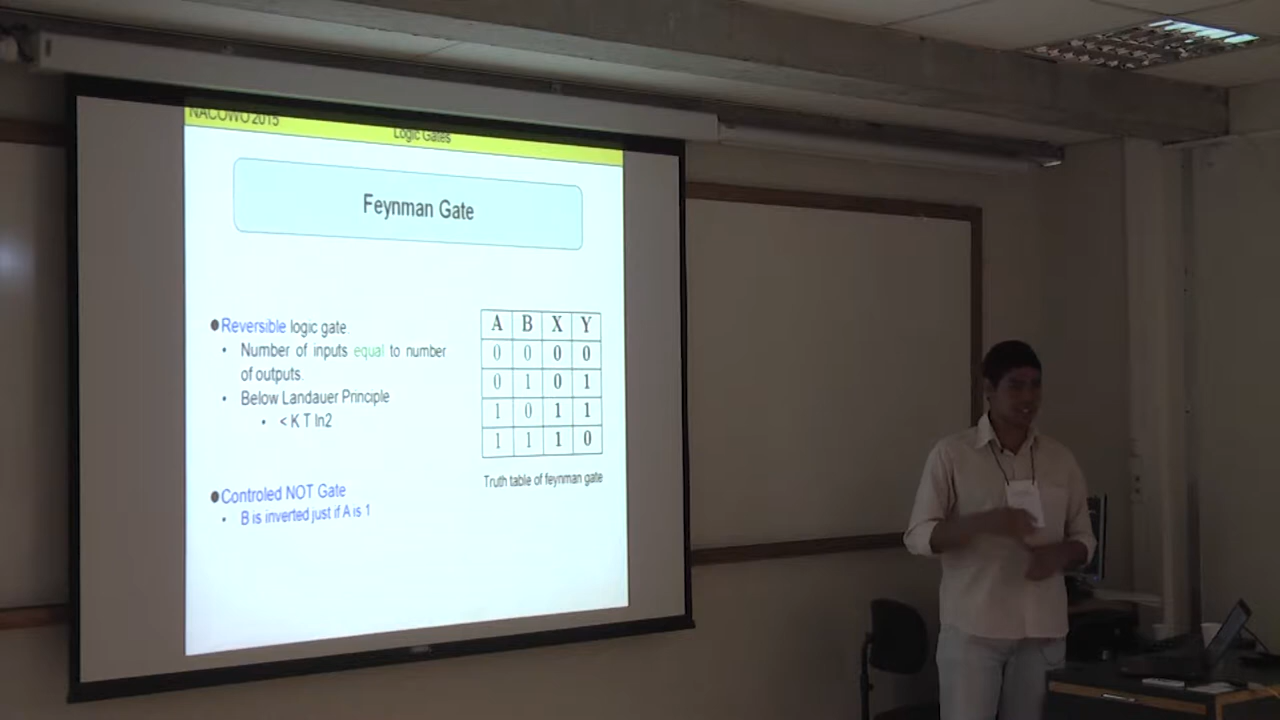 NACOWO 2015
Logic Gates
Feynman Gate
Reversible logic gate
Number of inputs equal to number
of outputs.
Below Landauer Principle
< K T ln2
Controled NOT Gate
B is inverted just if A is 1
A B X Y
0 0 0 0
0 1 0 1
1 0 1 1
1 1 1 0
Truth table of feynman gate